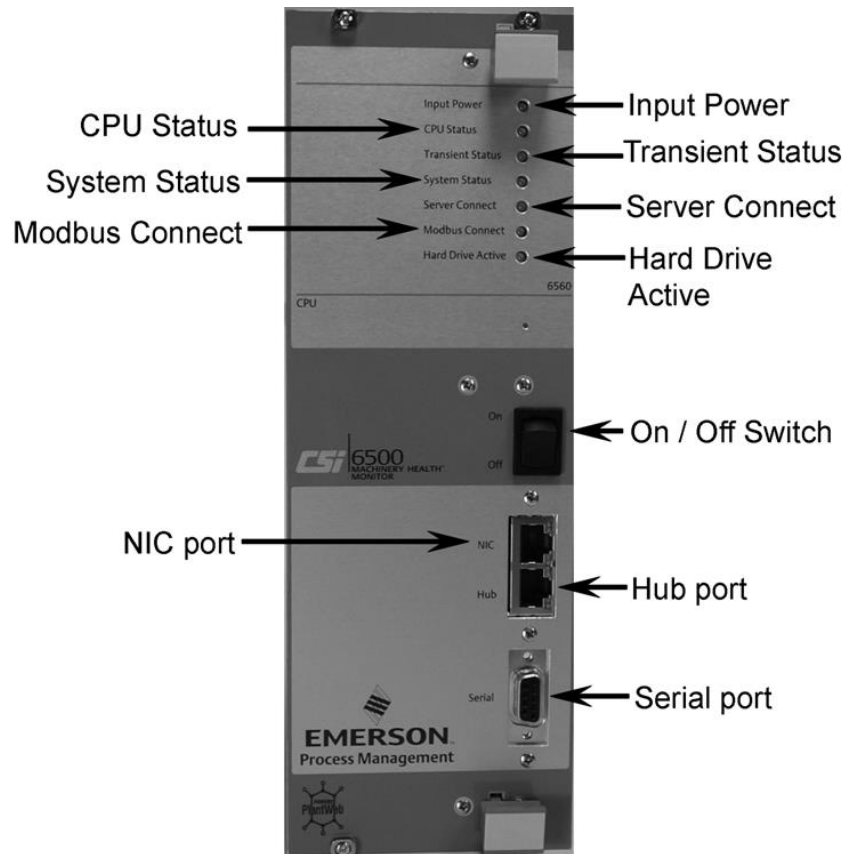 Input Power
CPU Status
Transient Status
System Status
Server Connect
Modbus Connect
Hard Drive Active
6560
CPU
Input Power
CPU Status
Transient Status
System Status
Server Connect
Modbus Connect
Hard Drive
Active
On
Off
On / Off Switch
CSi 6500
MACHINERY HEALTH™
MONITOR
NIC port
NIC
Hub
Hub port
Serial
Serial port
EMERSON
Process Management
PlantWeb